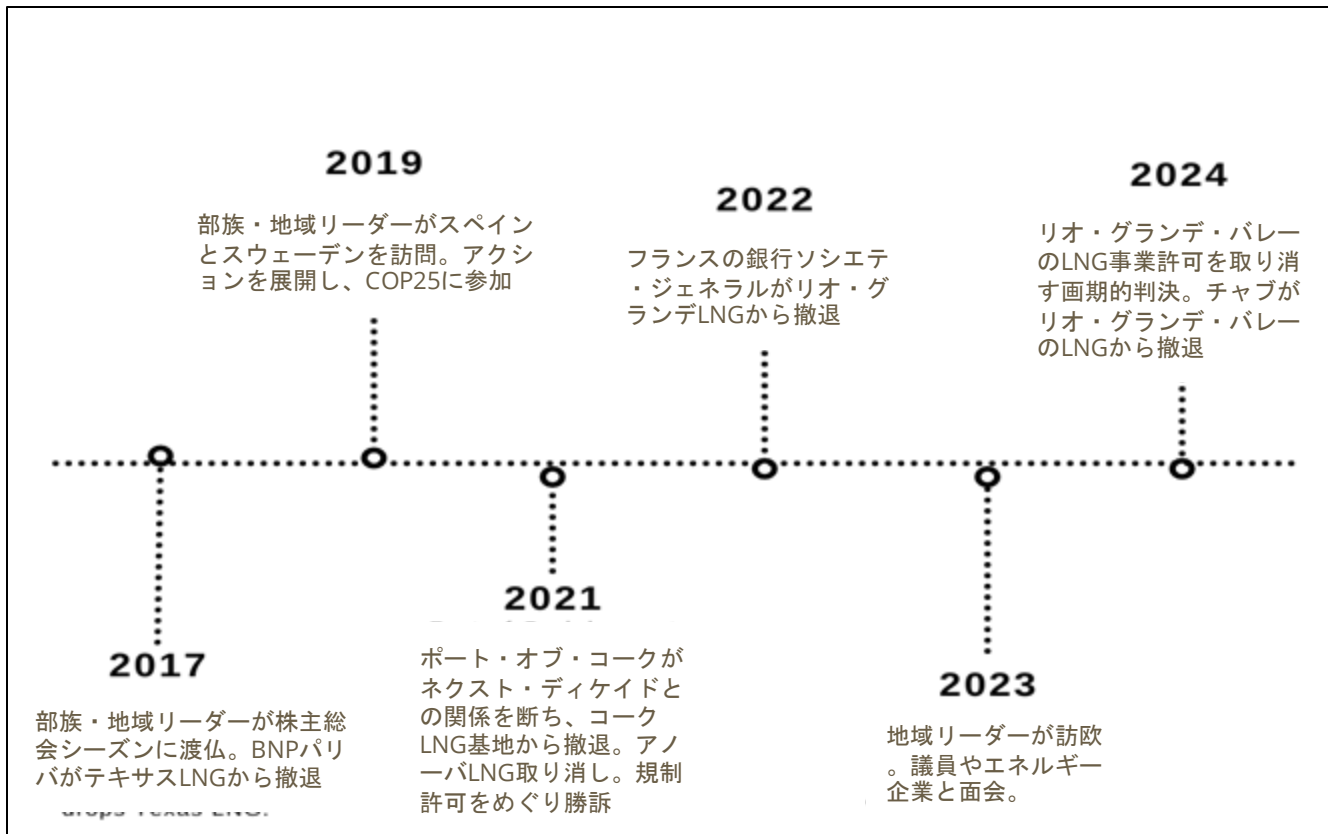 2019
部族・地域リーダーがスペイン
とスウェーデンを訪問。アクシ
ョンを展開し、COP25に参加
2022
フランスの銀行ソシエテ
・ジェネラルがリオ・グ
ランデLNGから撤退
2024
リオ・グランデ・バレー
のLNG事業許可を取り消
す画期的判決。チャブが
リオ・グランデ・バレー
のLNGから撤退
2017
部族・地域リーダーが株主総
会シーズンに渡仏。BNPパリ
バがテキサスLNGから撤退
drops Texas LNG.
2021
ポート・オブ・コークが
ネクスト・ディケイドと
の関係を断ち、コーク
LNG基地から撤退。アノ
ーバLNG取り消し。規制
許可をめぐり勝訴
2023
地域リーダーが訪欧
。議員やエネルギー
企業と面会。